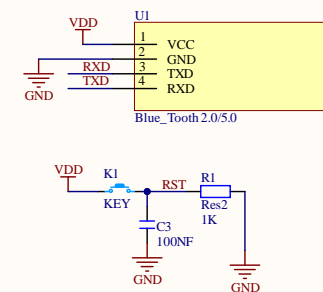 U1
VDD
1 VCC
2 GND
RXD 3 TXD
TXD 4 RXD
GND
Blue_Tooth 2.0/5.0
VDD K1 RST R1
KEY Res2
C3 1K
100NF
GND GND